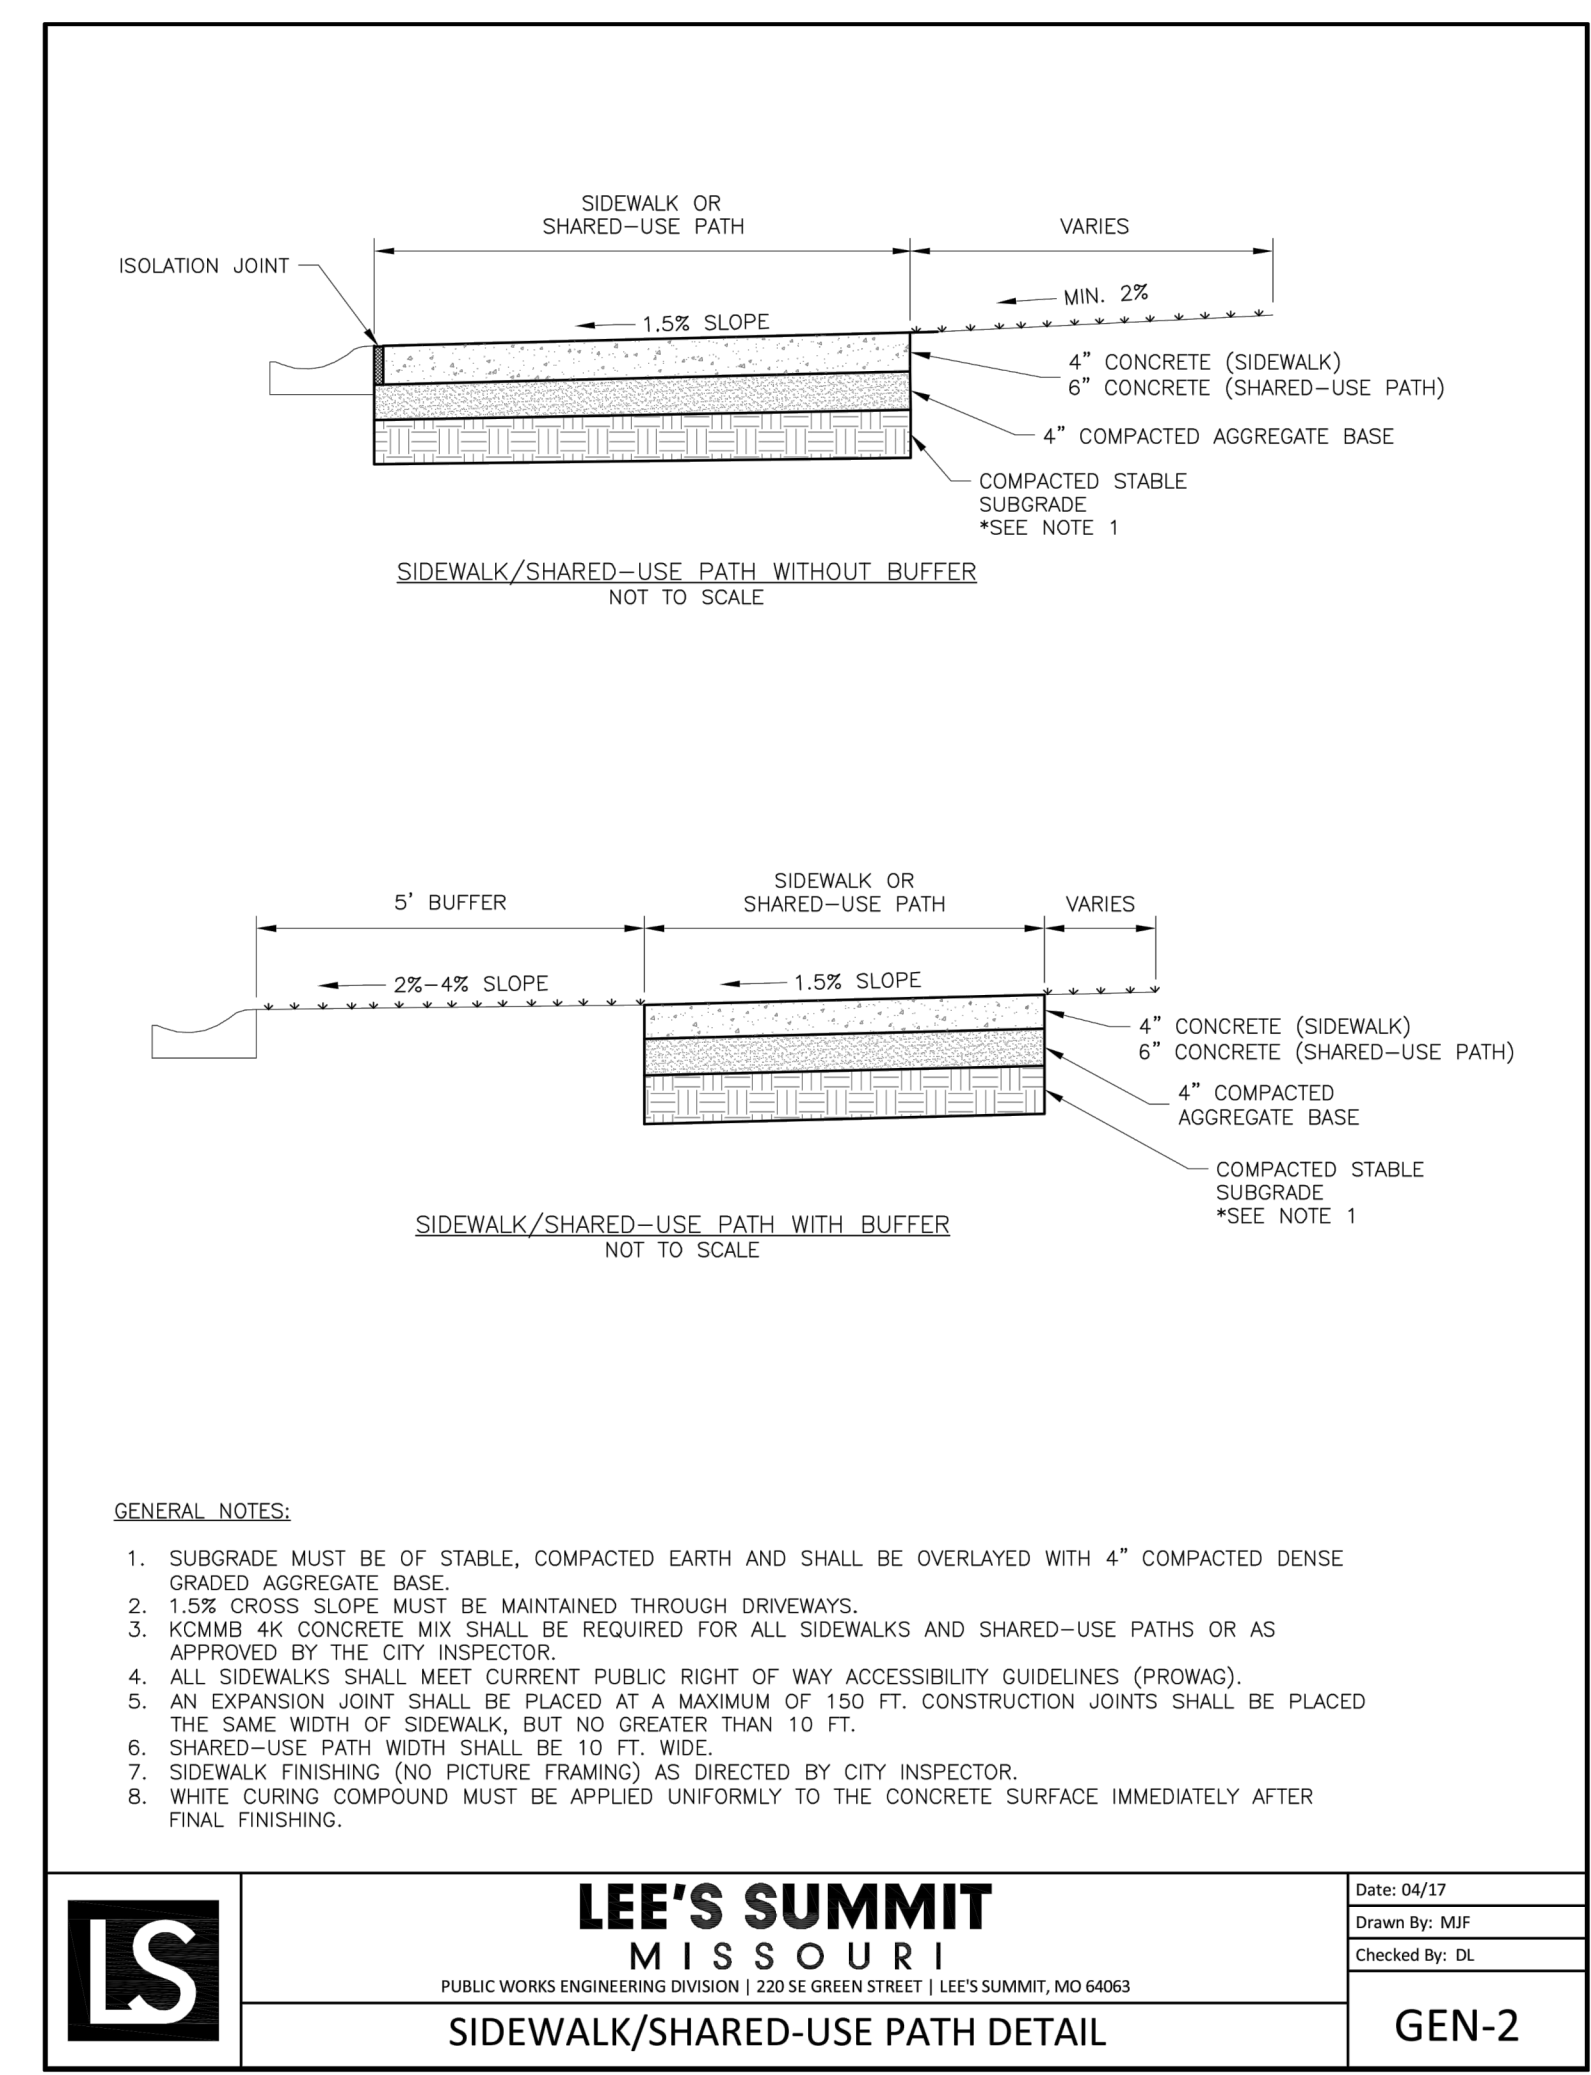 SIDEWALK OR
SHARED-USE PATH
VARIES
ISOLATION JOINT
MIN. 2%
1.5% SLOPE
4" CONCRETE (SIDEWALK)
6" CONCRETE (SHARED-USE PATH)
4" COMPACTED AGGREGATE BASE
COMPACTED STABLE
SUBGRADE
*SEE NOTE 1
SIDEWALK/SHARED-USE PATH WITHOUT BUFFER
NOT TO SCALE
5' BUFFER
SIDEWALK OR
SHARED-USE PATH
VARIES
2%-4% SLOPE
1.5% SLOPE
4" CONCRETE (SIDEWALK)
6" CONCRETE (SHARED-USE PATH)
4" COMPACTED
AGGREGATE BASE
COMPACTED STABLE
SUBGRADE
*SEE NOTE 1
SIDEWALK/SHARED-USE PATH WITH BUFFER
NOT TO SCALE
GENERAL NOTES:
1. SUBGRADE MUST BE OF STABLE, COMPACTED EARTH AND SHALL BE OVERLAYED WITH 4" COMPACTED DENSE
GRADED AGGREGATE BASE.
2. 1.5% CROSS SLOPE MUST BE MAINTAINED THROUGH DRIVEWAYS.
3. KCMMB 4K CONCRETE MIX SHALL BE REQUIRED FOR ALL SIDEWALKS AND SHARED-USE PATHS OR AS
APPROVED BY THE CITY INSPECTOR.
4. ALL SIDEWALKS SHALL MEET CURRENT PUBLIC RIGHT OF WAY ACCESSIBILITY GUIDELINES (PROWAG).
5. AN EXPANSION JOINT SHALL BE PLACED AT A MAXIMUM OF 150 FT. CONSTRUCTION JOINTS SHALL BE PLACED
THE SAME WIDTH OF SIDEWALK, BUT NO GREATER THAN 10 FT.
6. SHARED-USE PATH WIDTH SHALL BE 10 FT. WIDE.
7. SIDEWALK FINISHING (NO PICTURE FRAMING) AS DIRECTED BY CITY INSPECTOR.
8. WHITE CURING COMPOUND MUST BE APPLIED UNIFORMLY TO THE CONCRETE SURFACE IMMEDIATELY AFTER
FINAL FINISHING.
LS
LEE'S SUMMIT
MISSOURI
PUBLIC WORKS ENGINEERING DIVISION | 220 SE GREEN STREET | LEE'S SUMMIT, MO 64063
SIDEWALK/SHARED-USE PATH DETAIL
Date: 04/17
Drawn By: MJF
Checked By: DL
GEN-2